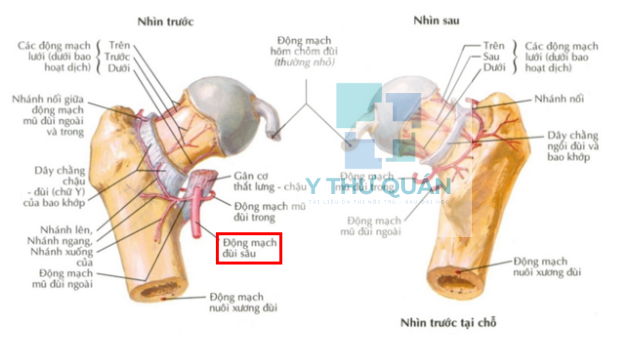 Nhìn trước
Các động mạch
lưới (dưới bao
hoạt dịch)
Trên
Trước
Dưới
Nhánh nối giữa
động mạch
mũ đùi ngoài
và trong
Dây chằng
chậu
- đùi (chữ Y)
của bao khớp
Nhánh lên,
Nhánh ngang,
Nhánh xuống
của
Động mạch
mũ đùi ngoài
Động mạch
hõm chỏm đùi
(thường nhỏ)
Gân cơ
thắt lưng - chậu
Động mạch mũ
đùi trong
Động mạch
đùi sâu
Động mạch
nuôi xương đùi
Nhìn sau
Trên
Sau
Dưới
Các động mạch
lưới (dưới bao
hoạt dịch)
Nhánh nối
Dây chằng
ngồi đùi và
bao khớp
Động mạch
mũ đùi trong
Y THƯ QUÁN
Động mạch
mũ đùi ngoài
Động mạch
nuôi xương đùi
Nhìn trước tại chỗ